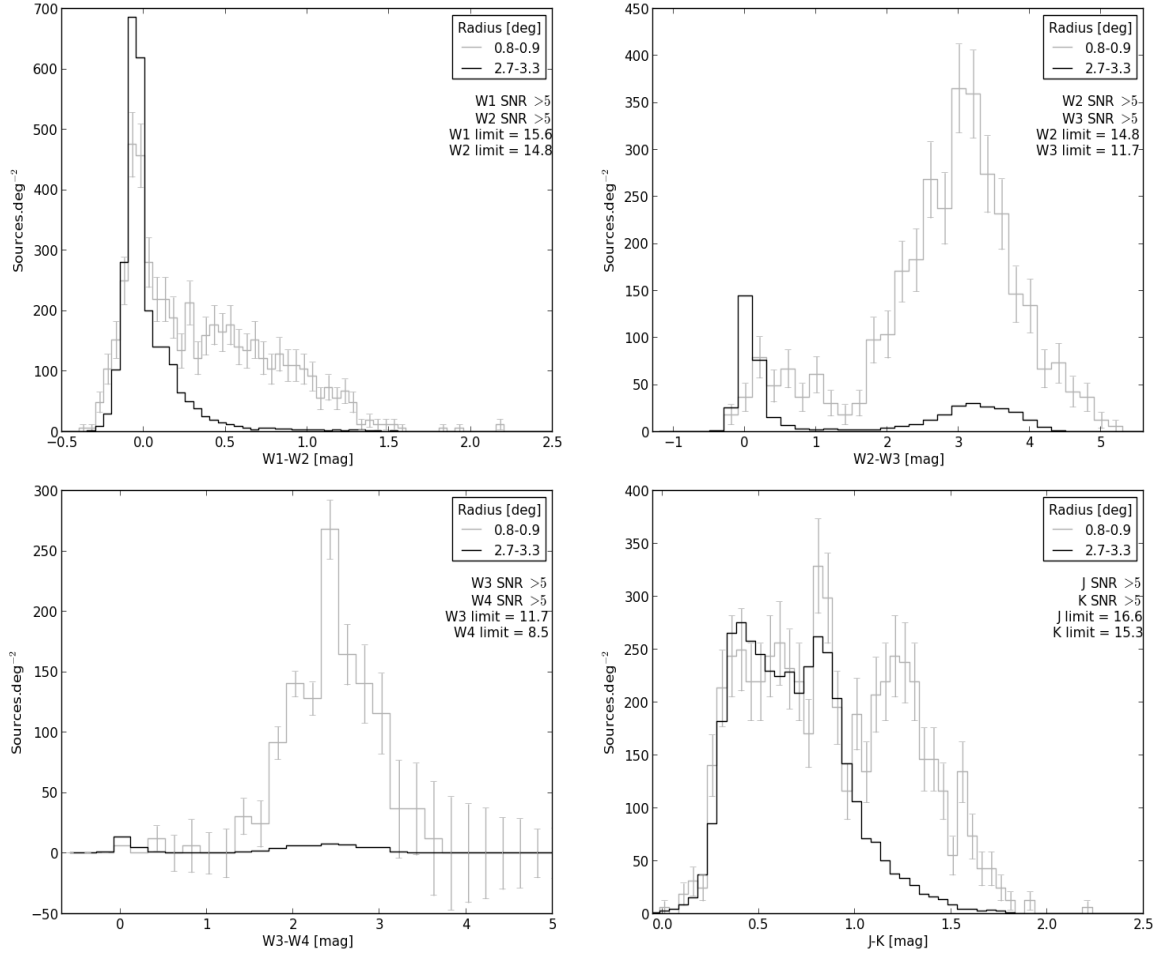 700
600
500
400
300
200
100
0
Sources.deg⁻²
Radius [deg]
0.8-0.9
2.7-3.3
W1 SNR >5
W2 SNR >5
W1 limit = 15.6
W2 limit = 14.8
−0.5 0.0 0.5 1.0 1.5 2.0 2.5
W1-W2 [mag]
450
400
350
300
250
200
150
100
50
0
Sources.deg⁻²
Radius [deg]
0.8-0.9
2.7-3.3
W2 SNR >5
W3 SNR >5
W2 limit = 14.8
W3 limit = 11.7
−1 0 1 2 3 4 5
W2-W3 [mag]
300
250
200
150
100
50
0
−50
Sources.deg⁻²
Radius [deg]
0.8-0.9
2.7-3.3
W3 SNR >5
W4 SNR >5
W3 limit = 11.7
W4 limit = 8.5
0 1 2 3 4 5
W3-W4 [mag]
400
350
300
250
200
150
100
50
0
Sources.deg⁻²
Radius [deg]
0.8-0.9
2.7-3.3
J SNR >5
K SNR >5
J limit = 16.6
K limit = 15.3
0.0 0.5 1.0 1.5 2.0 2.5
J-K [mag]